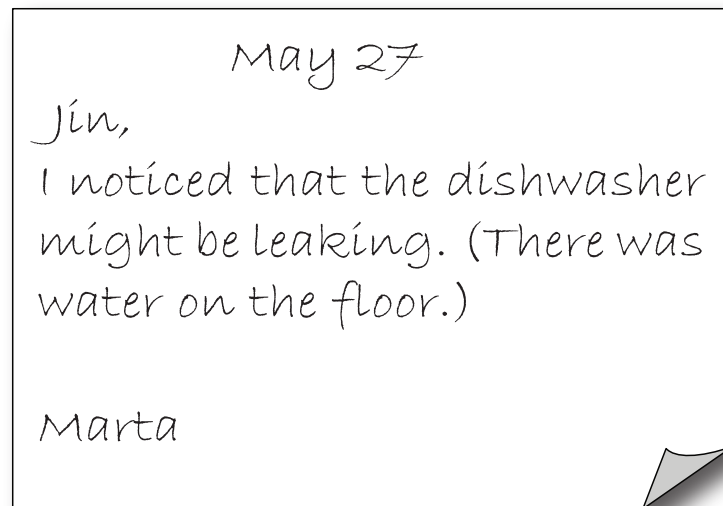 May 27
Jin,
I noticed that the dishwasher
might be leaking. (There was
water on the floor.)
Marta